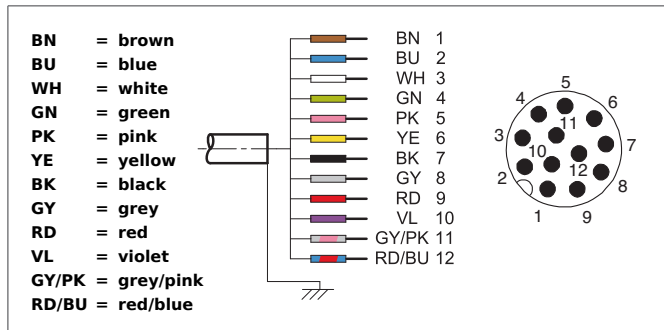 BN = brown
BU = blue
WH = white
GN = green
PK = pink
YE = yellow
BK = black
GY = grey
RD = red
VL = violet
GY/PK = grey/pink
RD/BU = red/blue
BN 1
BU 2
WH 3
GN 4
PK 5
YE 6
BK 7
GY 8
RD 9
VL 10
GY/PK 11
RD/BU 12
5
4 6
11
3 7
10 12
2 8
1 9